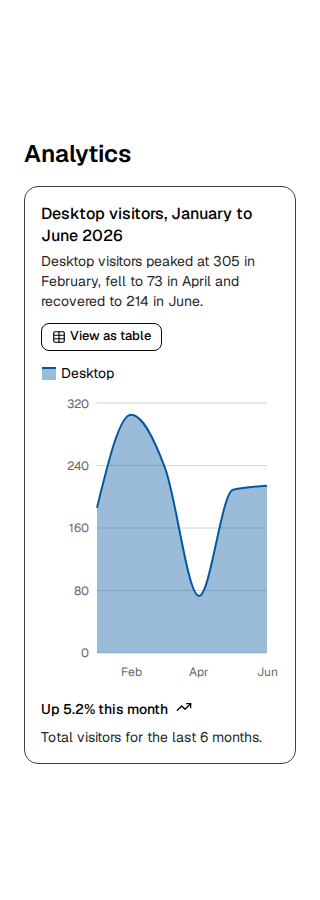 Analytics
Desktop visitors, January to
June 2026
Desktop visitors peaked at 305 in
February, fell to 73 in April and
recovered to 214 in June.
View as table
Desktop
320
240
160
80
0
Feb Apr Jun
Up 5.2% this month
Total visitors for the last 6 months.